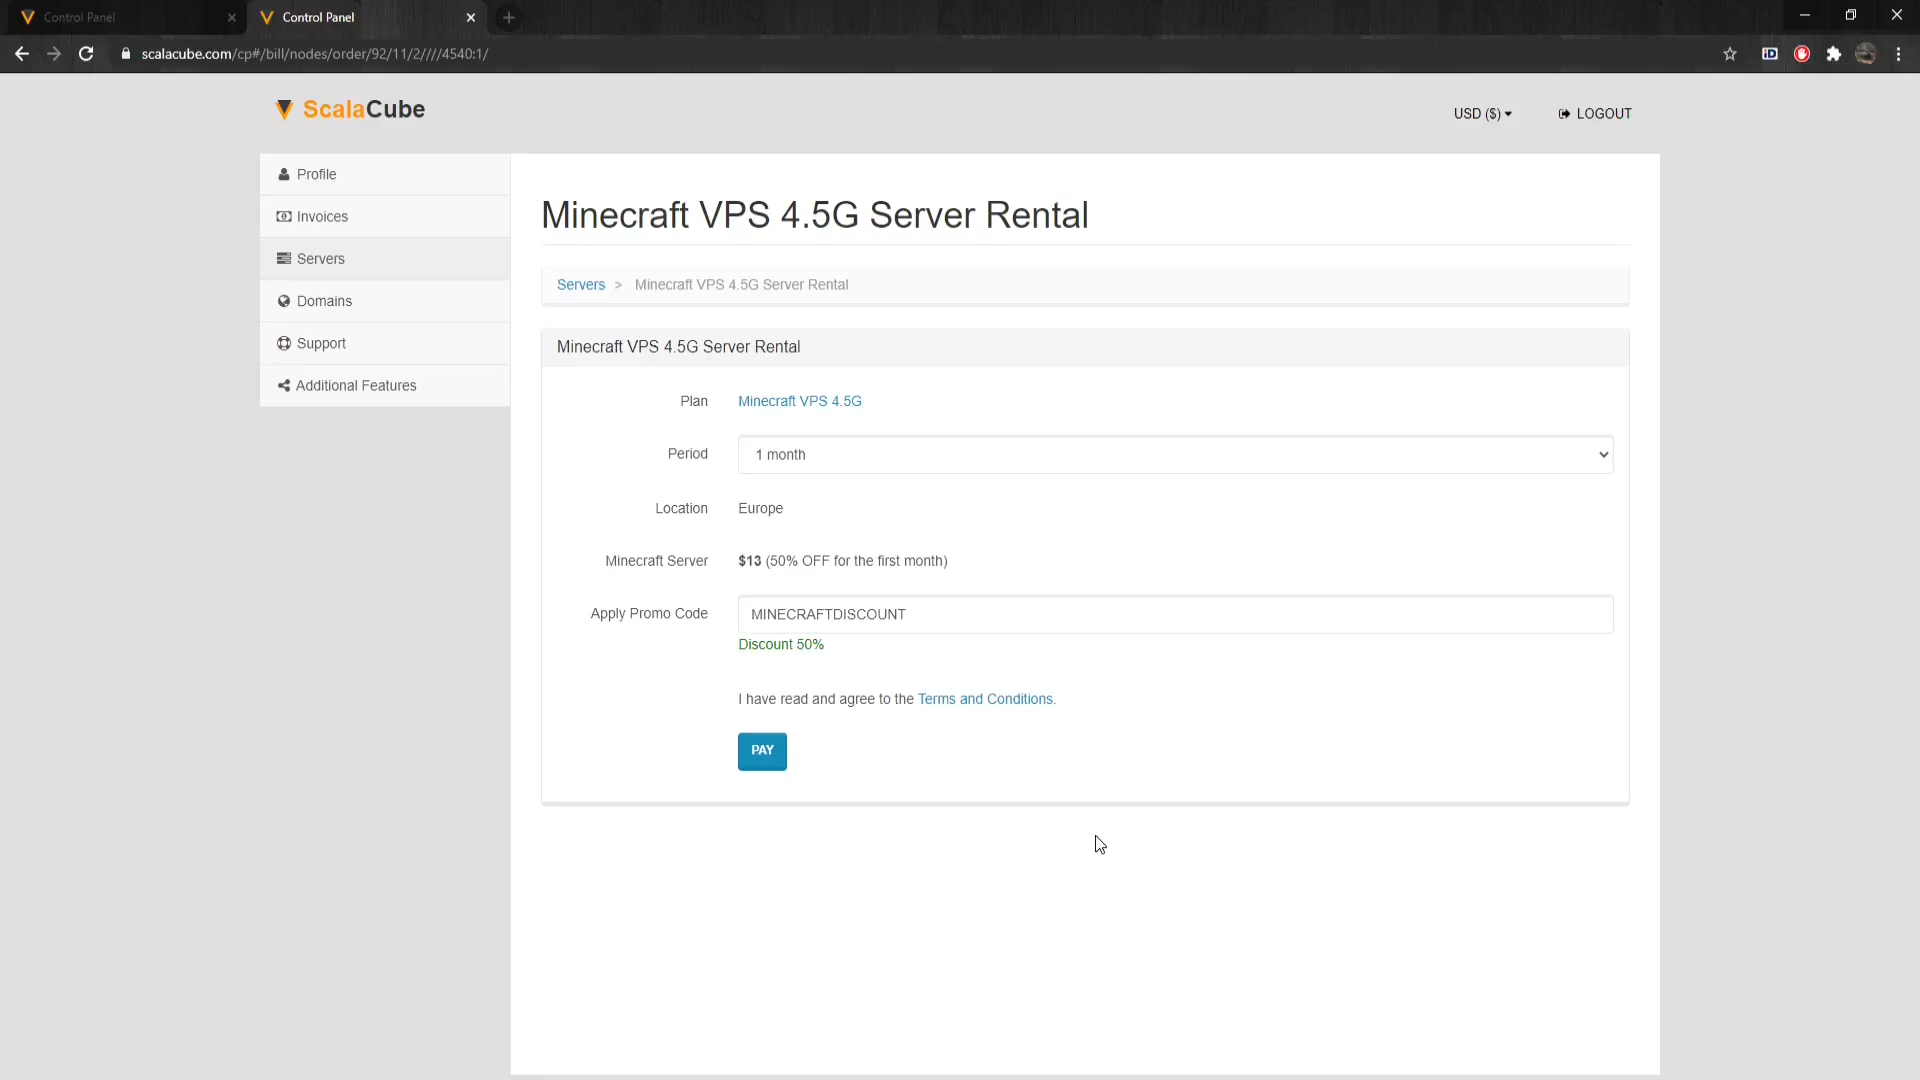 Control Panel
Control Panel
scalacube.com/cp#/bill/nodes/order/92/11/2////4540:1/
ScalaCube
USD ($)
LOGOUT
Profile
Invoices
Servers
Domains
Support
Additional Features
Minecraft VPS 4.5G Server Rental
Servers > Minecraft VPS 4.5G Server Rental
Minecraft VPS 4.5G Server Rental
Plan Minecraft VPS 4.5G
Period 1 month
Location Europe
Minecraft Server $13 (50% OFF for the first month)
Apply Promo Code MINECRAFTDISCOUNT
Discount 50%
I have read and agree to the Terms and Conditions.
PAY